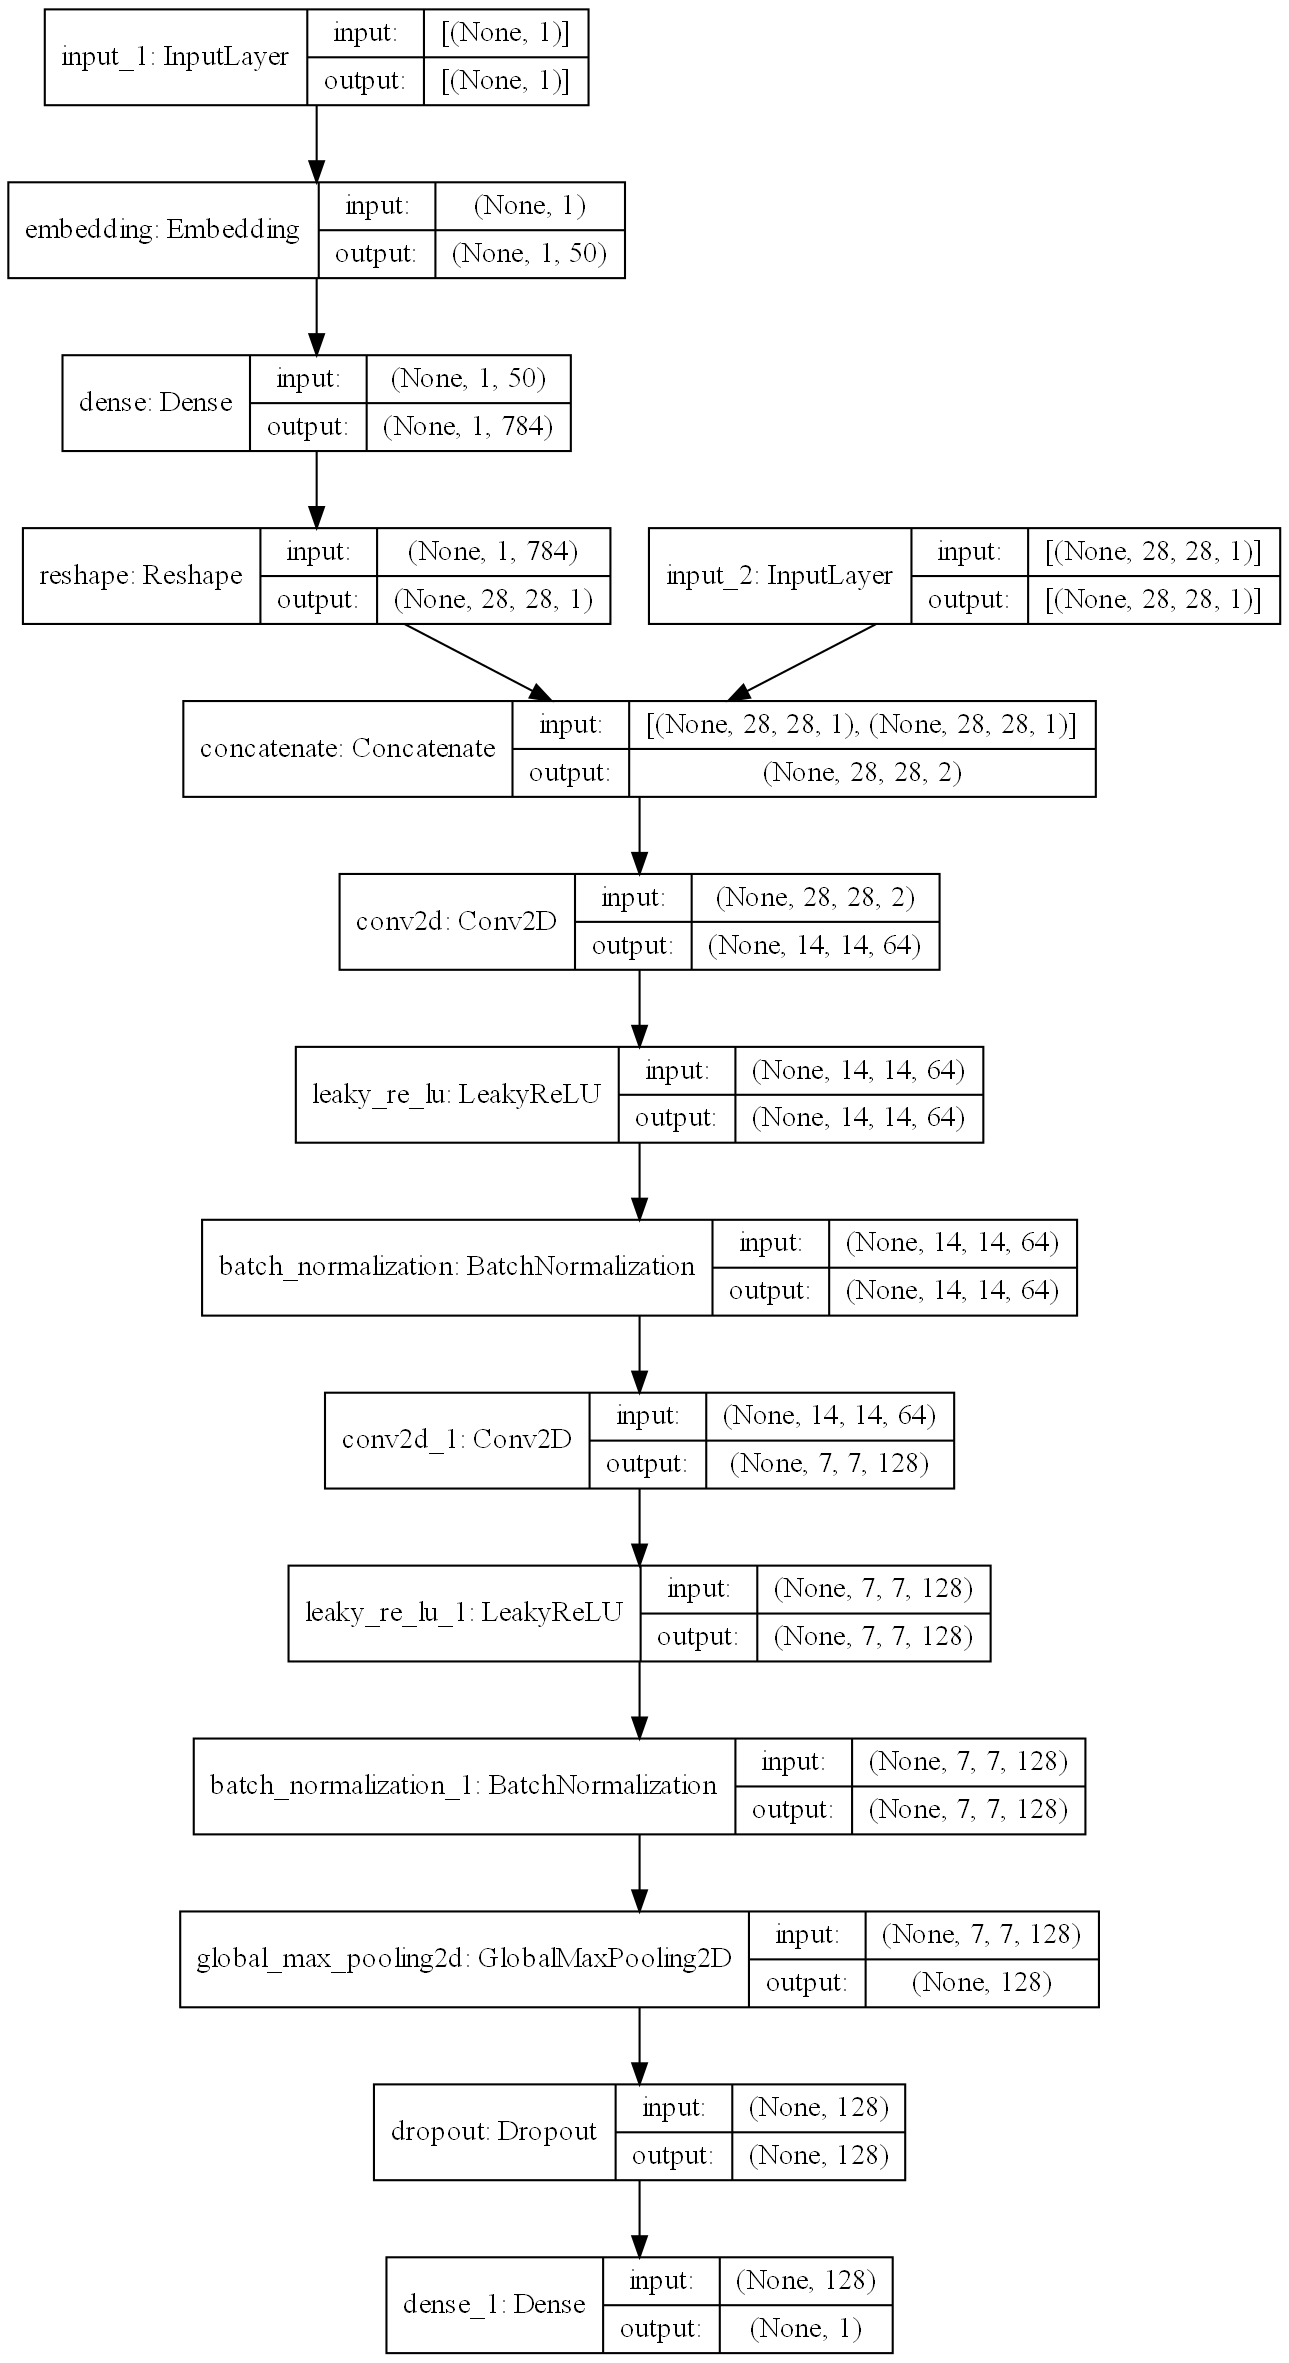 input_1: InputLayer
input: [(None, 1)]
output: [(None, 1)]
embedding: Embedding
input: (None, 1)
output: (None, 1, 50)
dense: Dense
input: (None, 1, 50)
output: (None, 1, 784)
reshape: Reshape
input: (None, 1, 784)
output: (None, 28, 28, 1)
input_2: InputLayer
input: [(None, 28, 28, 1)]
output: [(None, 28, 28, 1)]
concatenate: Concatenate
input: [(None, 28, 28, 1), (None, 28, 28, 1)]
output: (None, 28, 28, 2)
conv2d: Conv2D
input: (None, 28, 28, 2)
output: (None, 14, 14, 64)
leaky_re_lu: LeakyReLU
input: (None, 14, 14, 64)
output: (None, 14, 14, 64)
batch_normalization: BatchNormalization
input: (None, 14, 14, 64)
output: (None, 14, 14, 64)
conv2d_1: Conv2D
input: (None, 14, 14, 64)
output: (None, 7, 7, 128)
leaky_re_lu_1: LeakyReLU
input: (None, 7, 7, 128)
output: (None, 7, 7, 128)
batch_normalization_1: BatchNormalization
input: (None, 7, 7, 128)
output: (None, 7, 7, 128)
global_max_pooling2d: GlobalMaxPooling2D
input: (None, 7, 7, 128)
output: (None, 128)
dropout: Dropout
input: (None, 128)
output: (None, 128)
dense_1: Dense
input: (None, 128)
output: (None, 1)